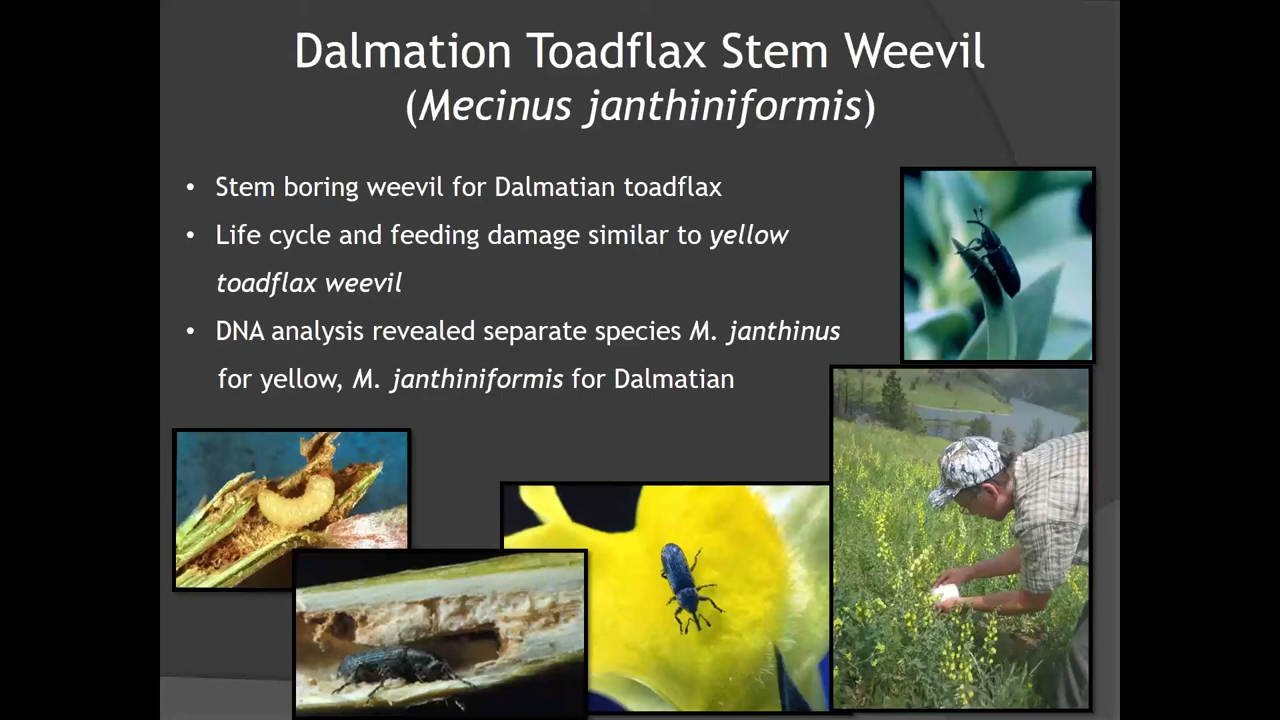 Dalmation Toadflax Stem Weevil
(Mecinus janthiniformis)
• Stem boring weevil for Dalmatian toadflax
• Life cycle and feeding damage similar to yellow
toadflax weevil
• DNA analysis revealed separate species M. janthinus
for yellow, M. janthiniformis for Dalmatian